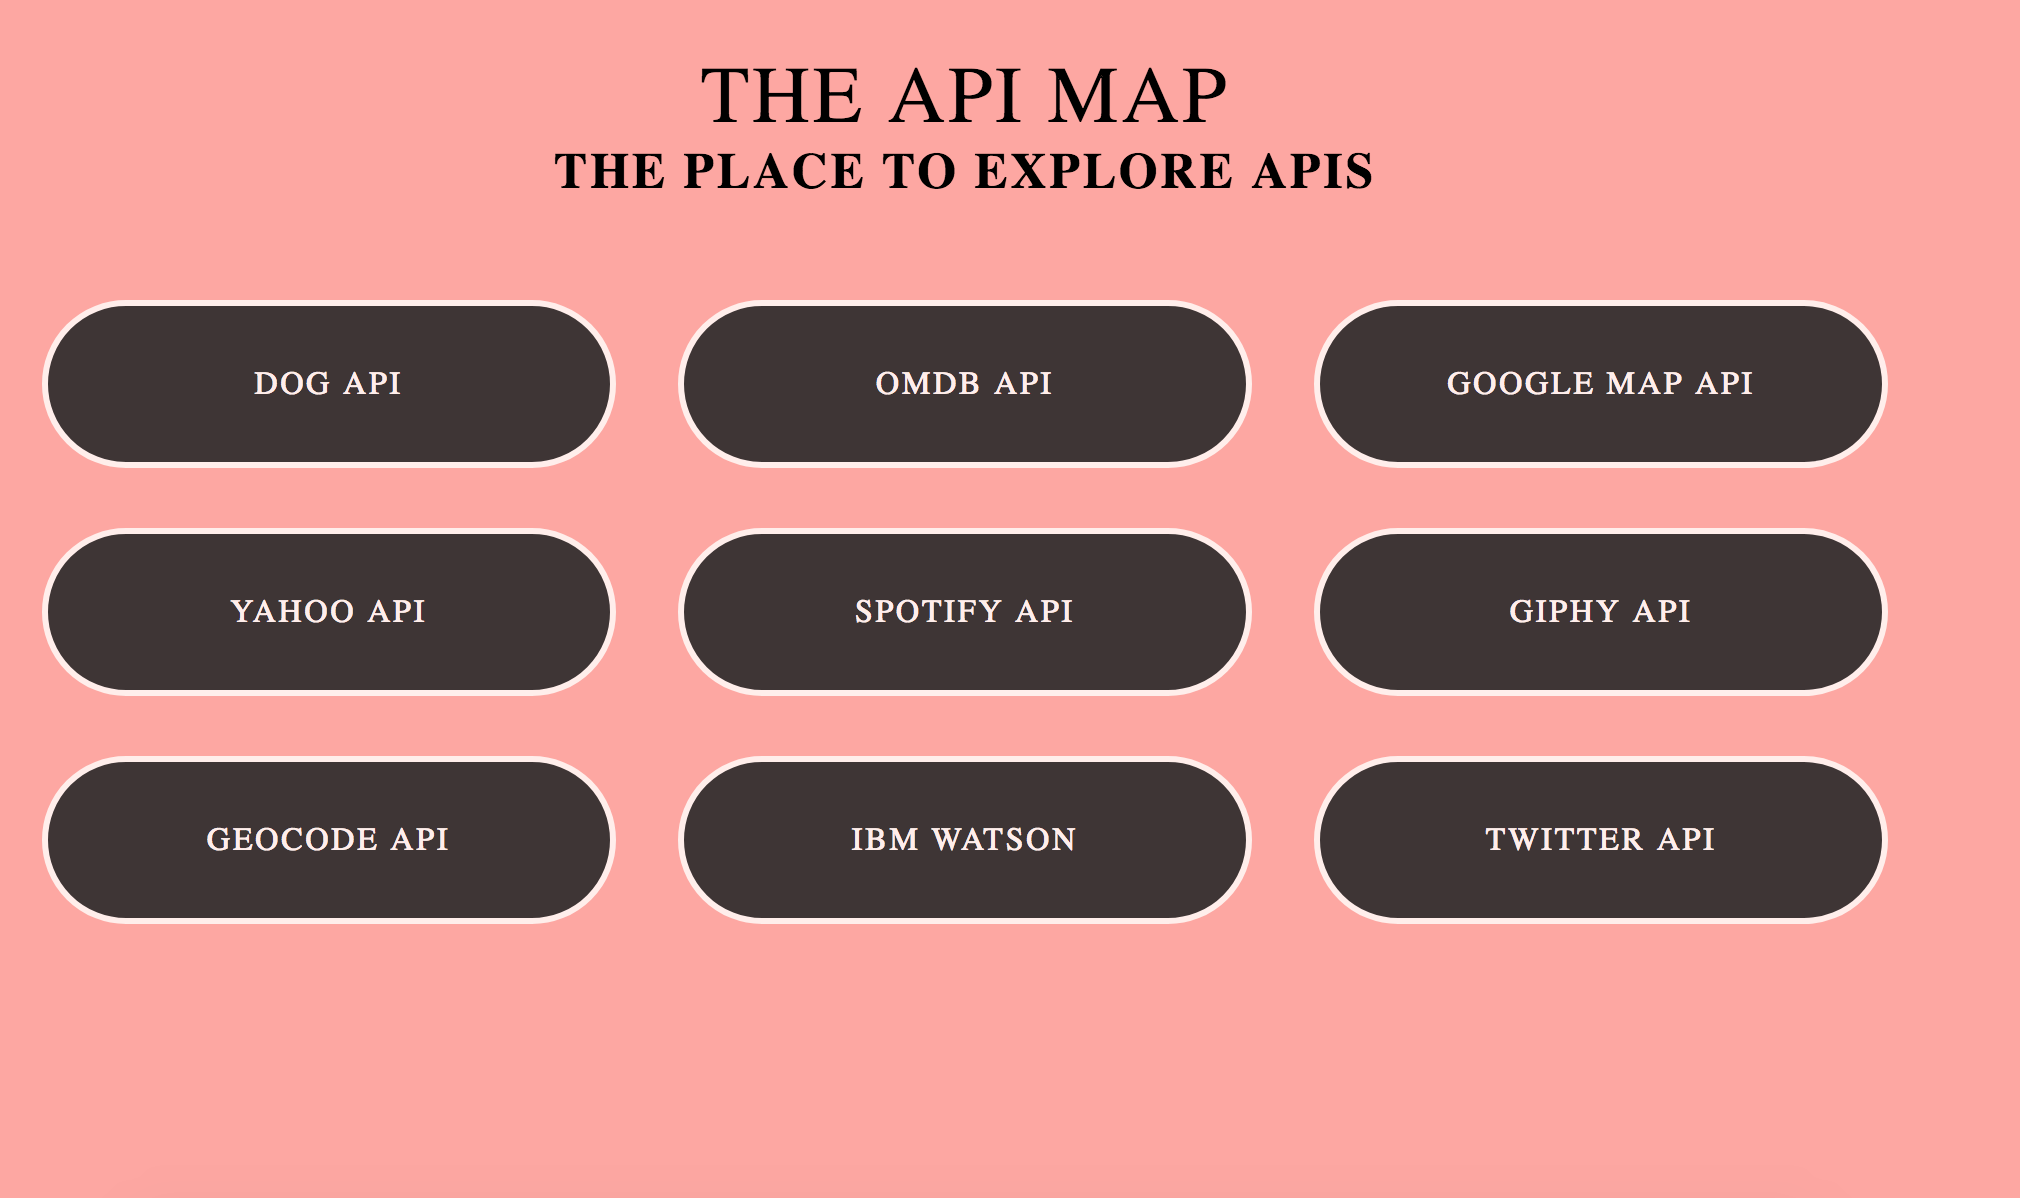 THE API MAP
THE PLACE TO EXPLORE APIS
DOG API
OMDB API
GOOGLE MAP API
YAHOO API
SPOTIFY API
GIPHY API
GEOCODE API
IBM WATSON
TWITTER API